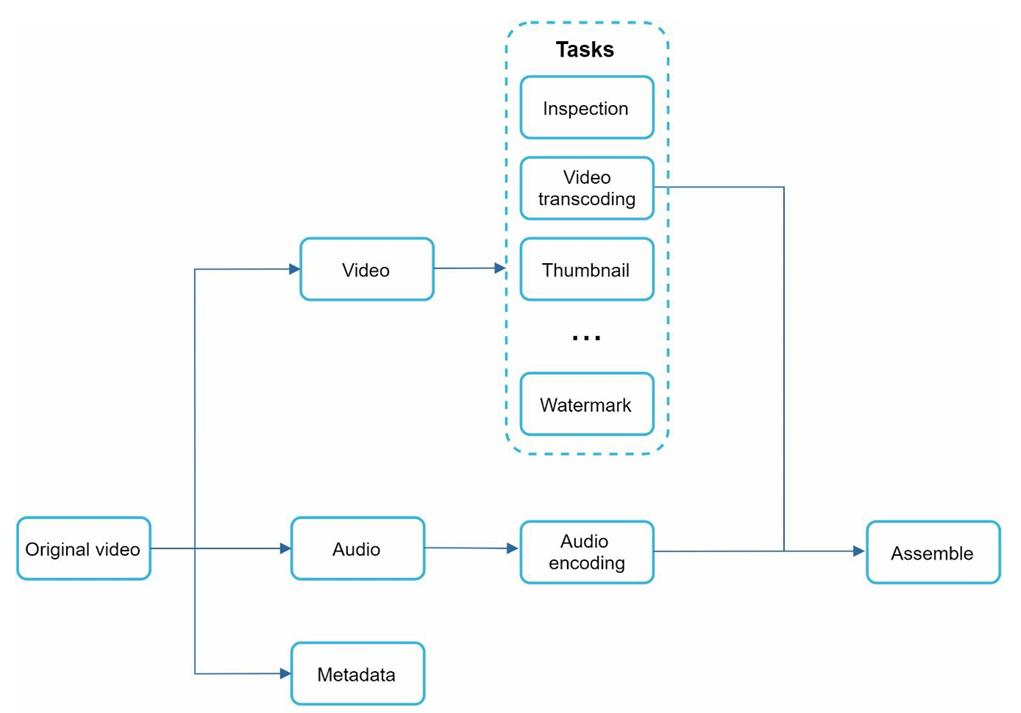 Tasks
Inspection
Video
transcoding
Video
Thumbnail
...
Watermark
Original video
Audio
Audio
encoding
Assemble
Metadata